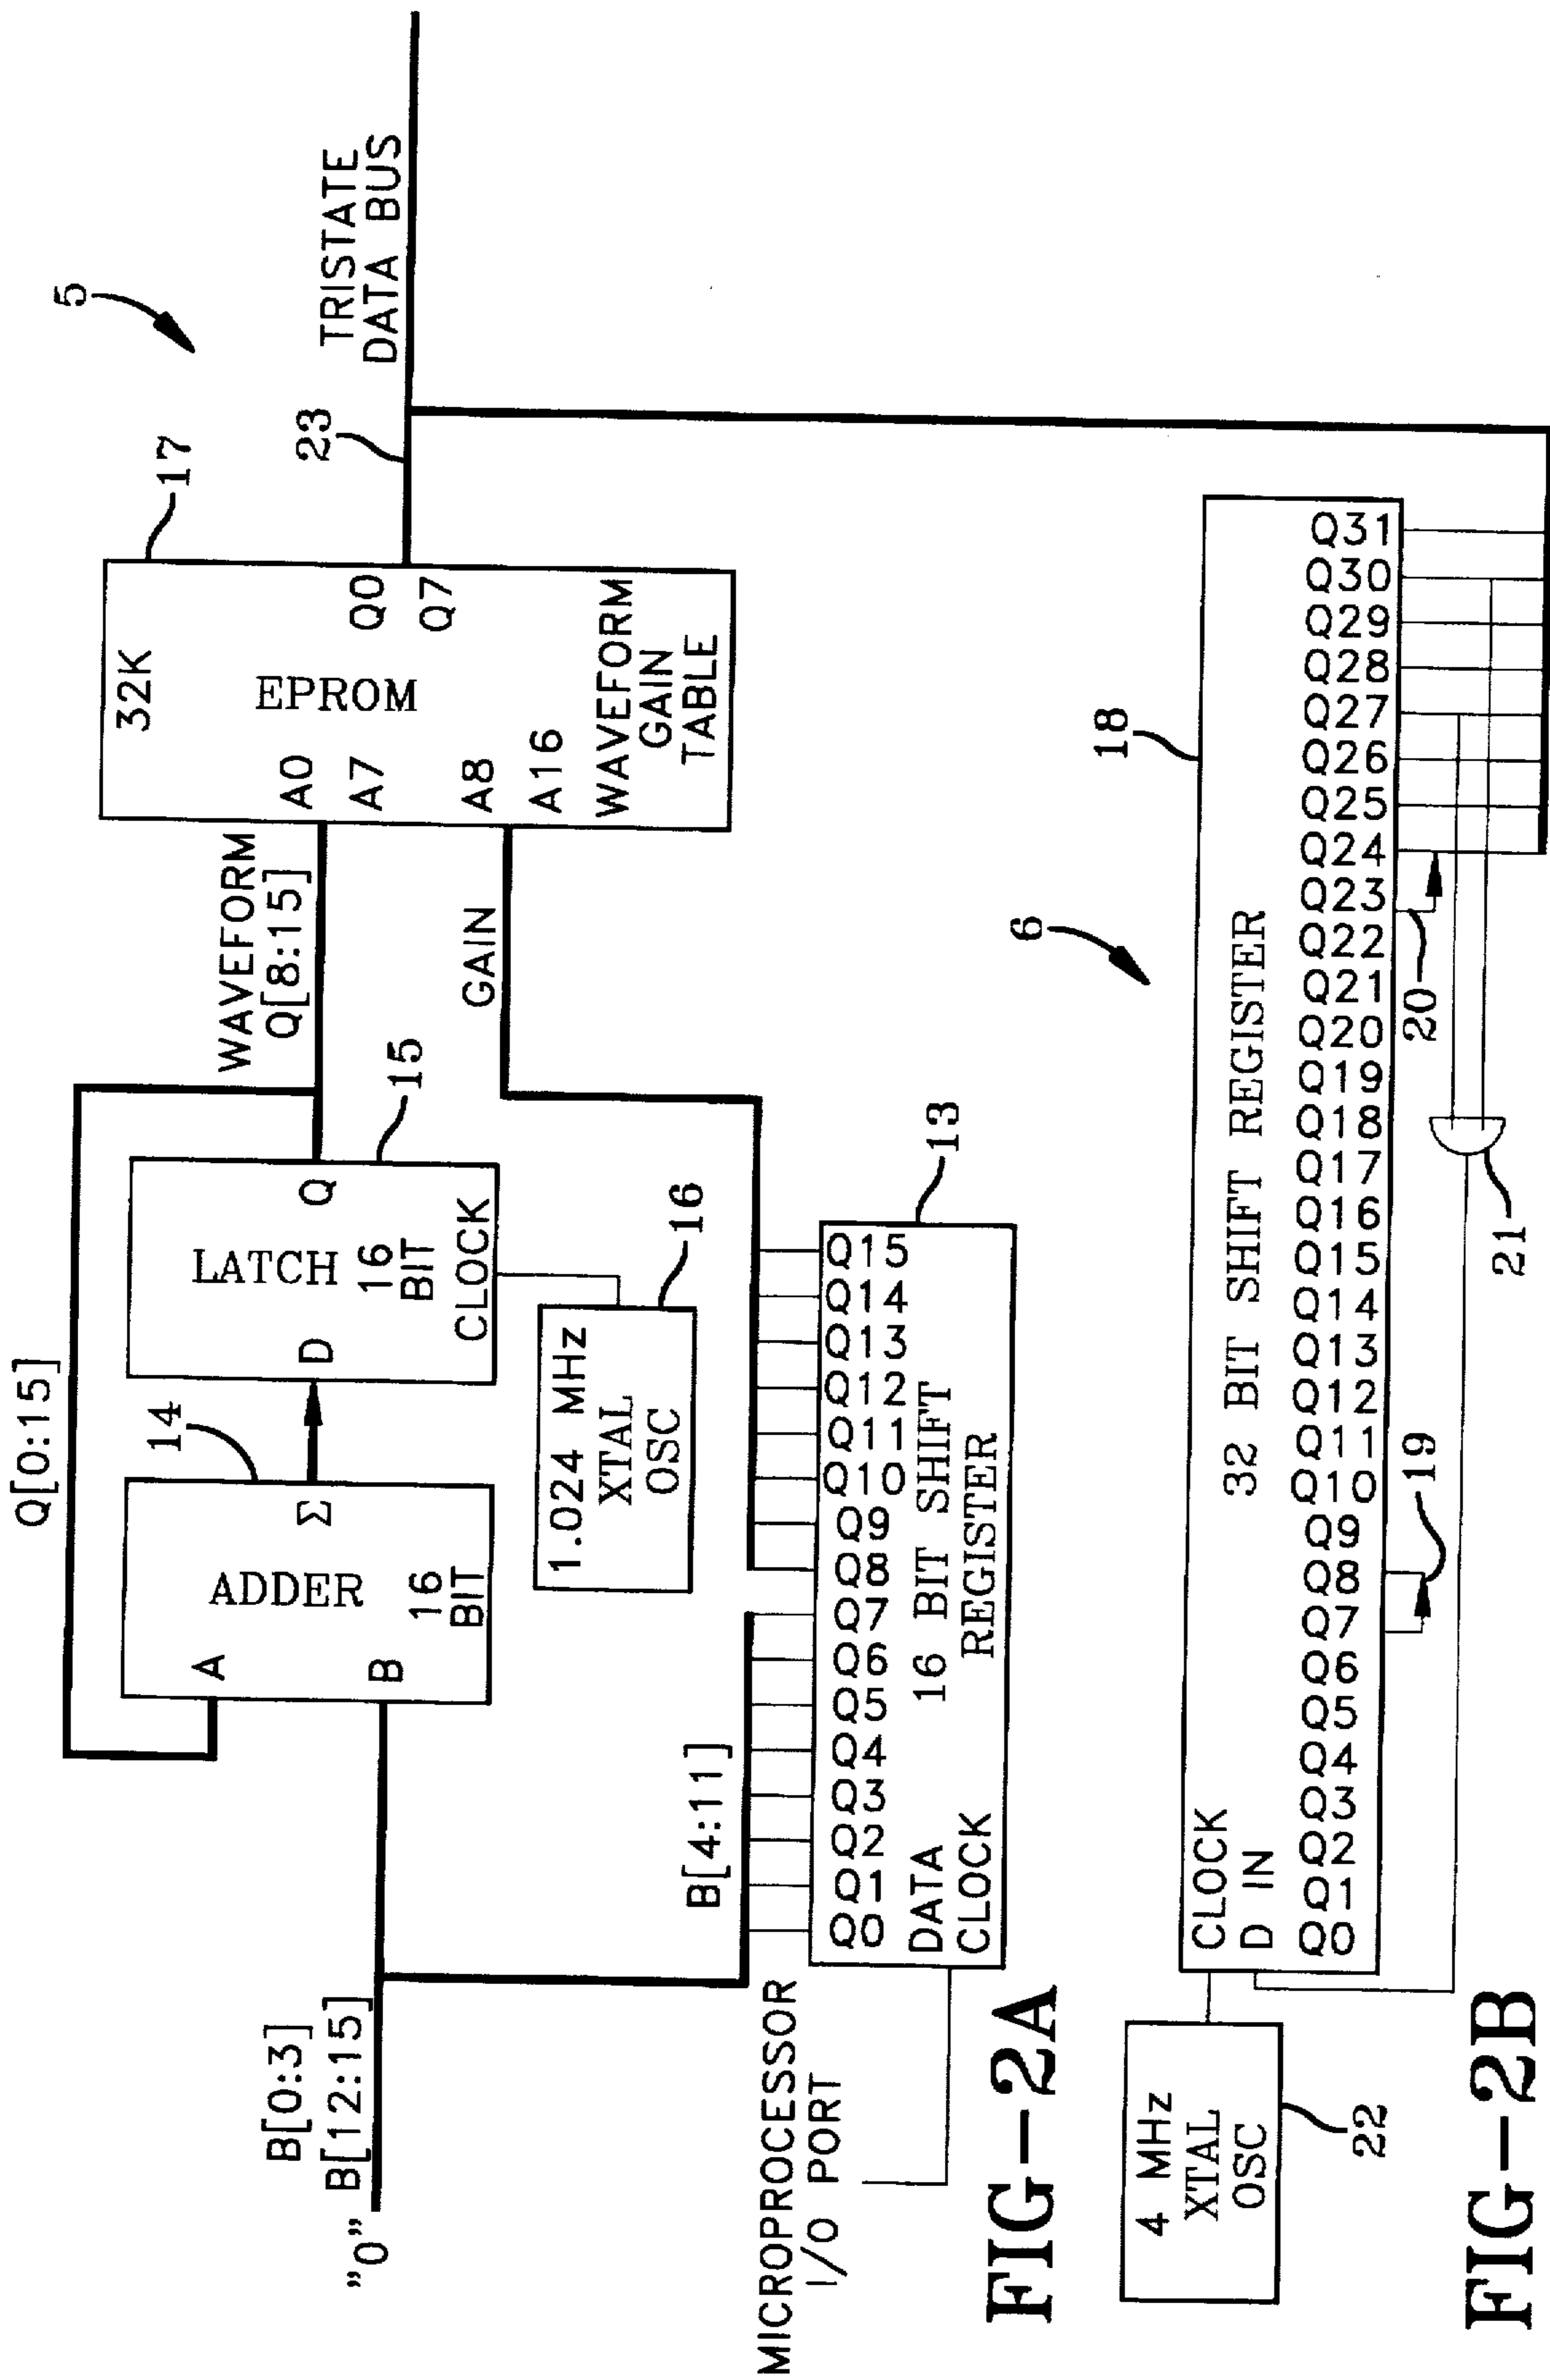 "0"
B[0:3]
B[12:15]
Q[0:15]
A
B
ADDER
16
BIT
Σ
14
D
LATCH
16
BIT
CLOCK
Q
15
1.024 MHz
XTAL
OSC
16
WAVEFORM
Q[8:15]
GAIN
32K
EPROM
A0
A7
A8
A16
Q0
Q7
WAVEFORM
GAIN
TABLE
17
23
TRISTATE
DATA BUS
5
B[4:11]
Q0 Q1 Q2 Q3 Q4 Q5 Q6 Q7 Q8 Q9 Q10 Q11 Q12 Q13 Q14 Q15
DATA
CLOCK
16 BIT SHIFT
REGISTER
13
MICROPROCESSOR
I/O PORT
FIG-2A
6
18
4 MHz
XTAL
OSC
22
CLOCK
D IN
32 BIT SHIFT REGISTER
Q0 Q1 Q2 Q3 Q4 Q5 Q6 Q7 Q8 Q9 Q10 Q11 Q12 Q13 Q14 Q15 Q16 Q17 Q18 Q19 Q20 Q21 Q22 Q23 Q24 Q25 Q26 Q27 Q28 Q29 Q30 Q31
19
20
21
FIG-2B